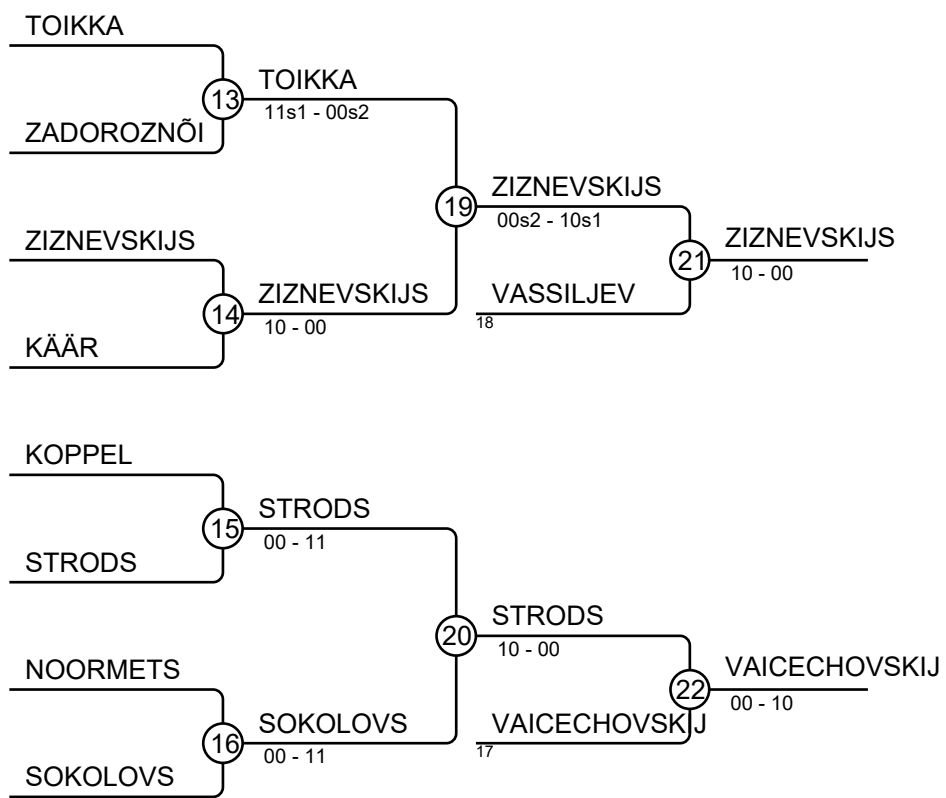 TOIKKA
13
TOIKKA
11s1 - 00s2
ZADOROZNÕI
19
ZIZNEVSKIJS
00s2 - 10s1
ZIZNEVSKIJS
14
ZIZNEVSKIJS
10 - 00
KÄÄR
21
ZIZNEVSKIJS
10 - 00
VASSILJEV
18
KOPPEL
15
STRODS
00 - 11
STRODS
20
STRODS
10 - 00
NOORMETS
16
SOKOLOVS
00 - 11
SOKOLOVS
22
VAICECHOVSKIJ
00 - 10
VAICECHOVSKIJ
17